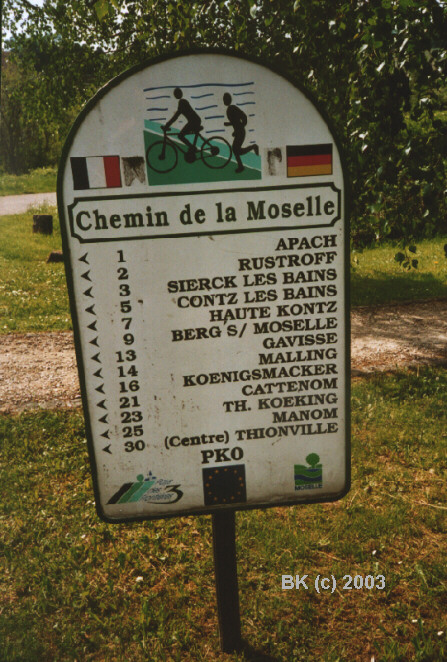 Chemin de la Moselle
1 APACH
2 RUSTROFF
3 SIERCK LES BAINS
5 CONTZ LES BAINS
7 HAUTE KONTZ
9 BERG S/ MOSELLE
13 GAVISSE
14 MALLING
16 KOENIGSMACKER
21 CATTENOM
23 TH. KOEKING
25 MANOM
30 (Centre) THIONVILLE
PK0
3
MOSELLE
BK (c) 2003